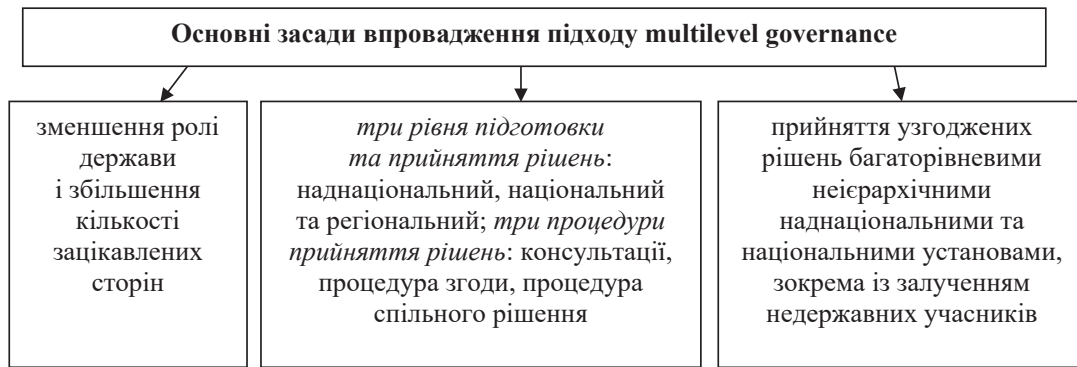 Основні засади впровадження підходу multilevel governance
зменшення ролі
держави
і збільшення
кількості
зацікавлених
сторін
три рівня підготовки
та прийняття рішень:
наднаціональний, національний
та регіональний; три процедури
прийняття рішень: консультації,
процедура згоди, процедура
спільного рішення
прийняття узгоджених
рішень багаторівневими
неієрархічними
наднаціональними та
національними установами,
зокрема із залученням
недержавних учасників